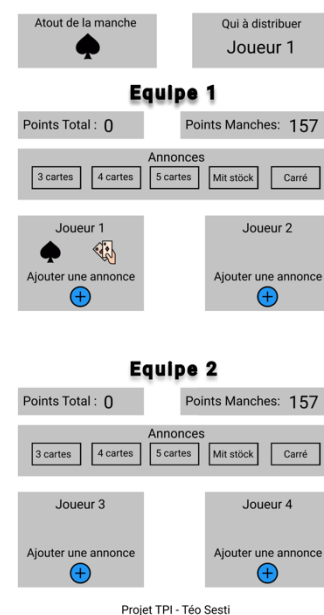 Atout de la manche
Qui à distribuer
Joueur 1
Equipe 1
Points Total : 0
Points Manches: 157
Annonces
3 cartes
4 cartes
5 cartes
Mit stöck
Carré
Joueur 1
Joueur 2
Ajouter une annonce
Ajouter une annonce
Equipe 2
Points Total : 0
Points Manches: 157
Annonces
3 cartes
4 cartes
5 cartes
Mit stöck
Carré
Joueur 3
Joueur 4
Ajouter une annonce
Ajouter une annonce
Projet TPI - Téo Sesti